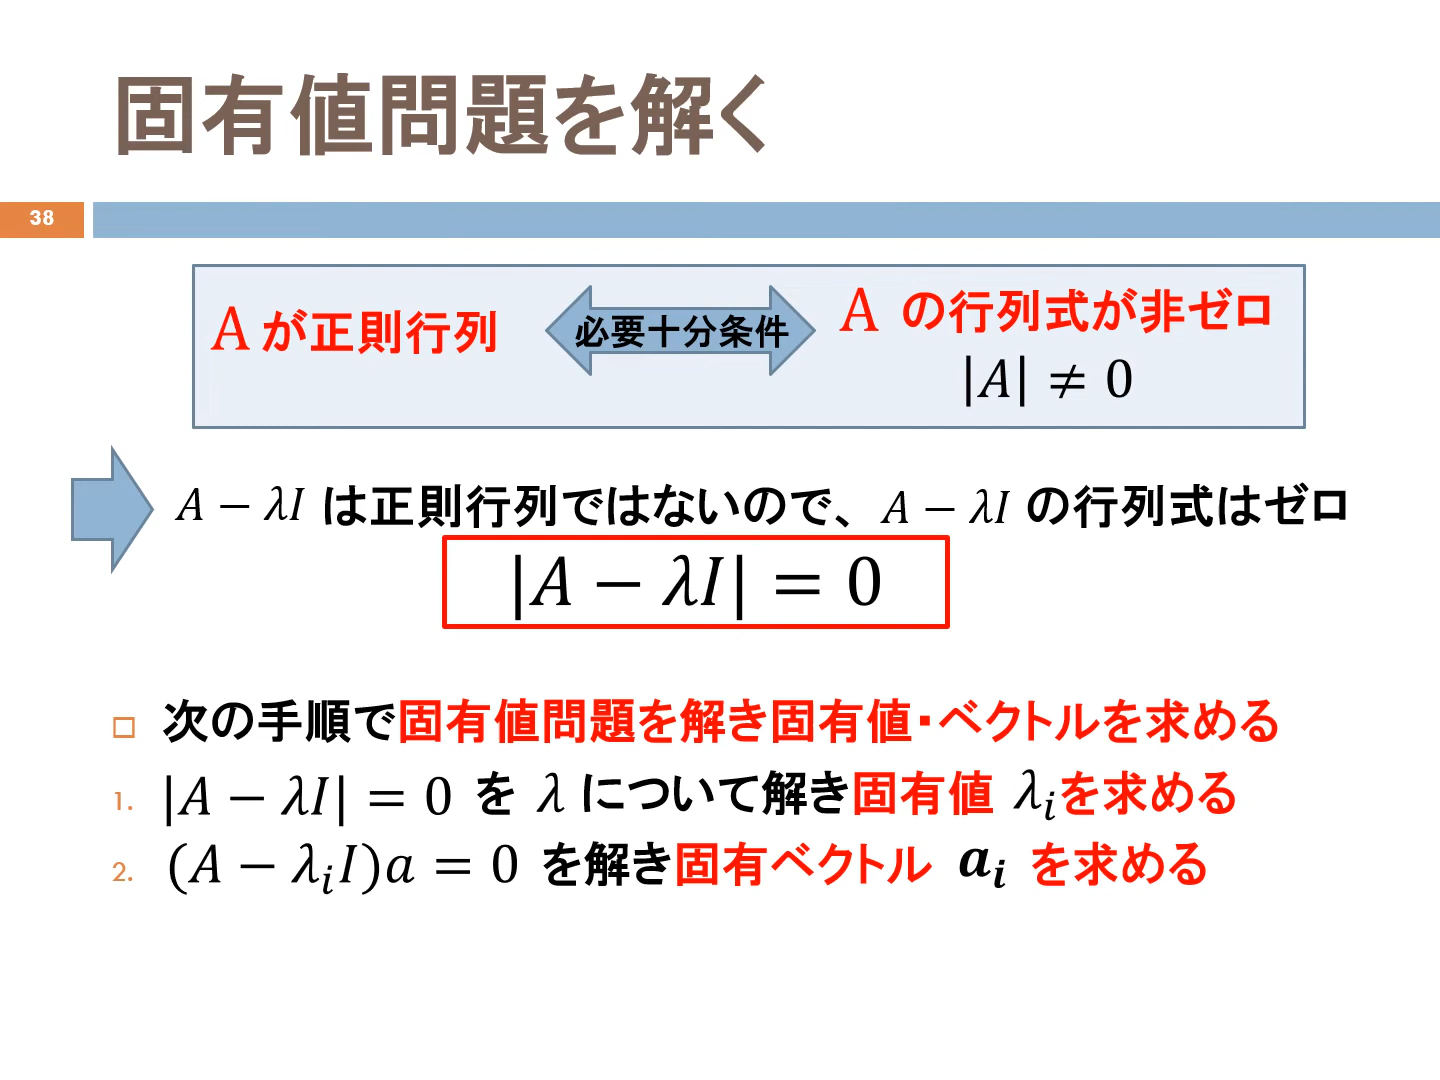 固有値問題を解く
38
A が正則行列
必要十分条件
A の行列式が非ゼロ
|A| ≠ 0
A − λI は正則行列ではないので、 A − λI の行列式はゼロ
|A − λI| = 0
□ 次の手順で固有値問題を解き固有値・ベクトルを求める
1. |A − λI| = 0 を λ について解き固有値 λᵢを求める
2. (A − λᵢI)a = 0 を解き固有ベクトル aᵢ を求める